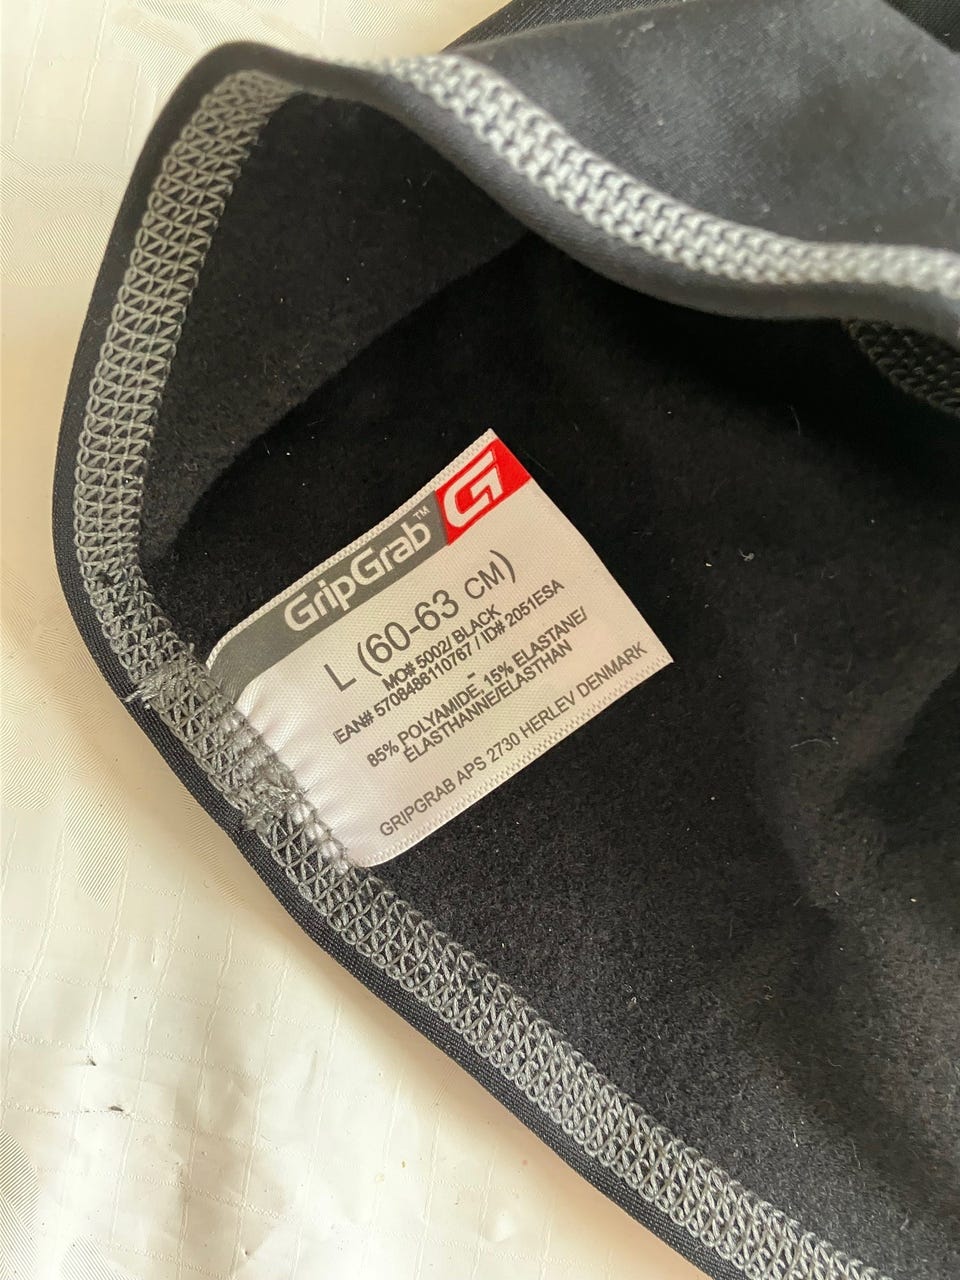 GripGrab™ G
L (60-63 CM)
MO# 5002/ BLACK
EAN# 5708486110767 / ID# 2051ESA
-
85% POLYAMIDE, 15% ELASTANE/
ÉLASTHANNE/ELASTHAN
GRIPGRAB APS 2730 HERLEV DENMARK